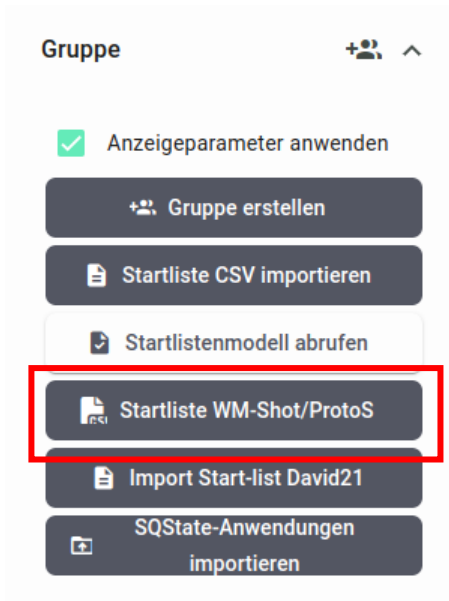 Gruppe
Anzeigeparameter anwenden
Gruppe erstellen
Startliste CSV importieren
Startlistenmodell abrufen
Startliste WM-Shot/ProtoS
Import Start-list David21
SQState-Anwendungen
importieren